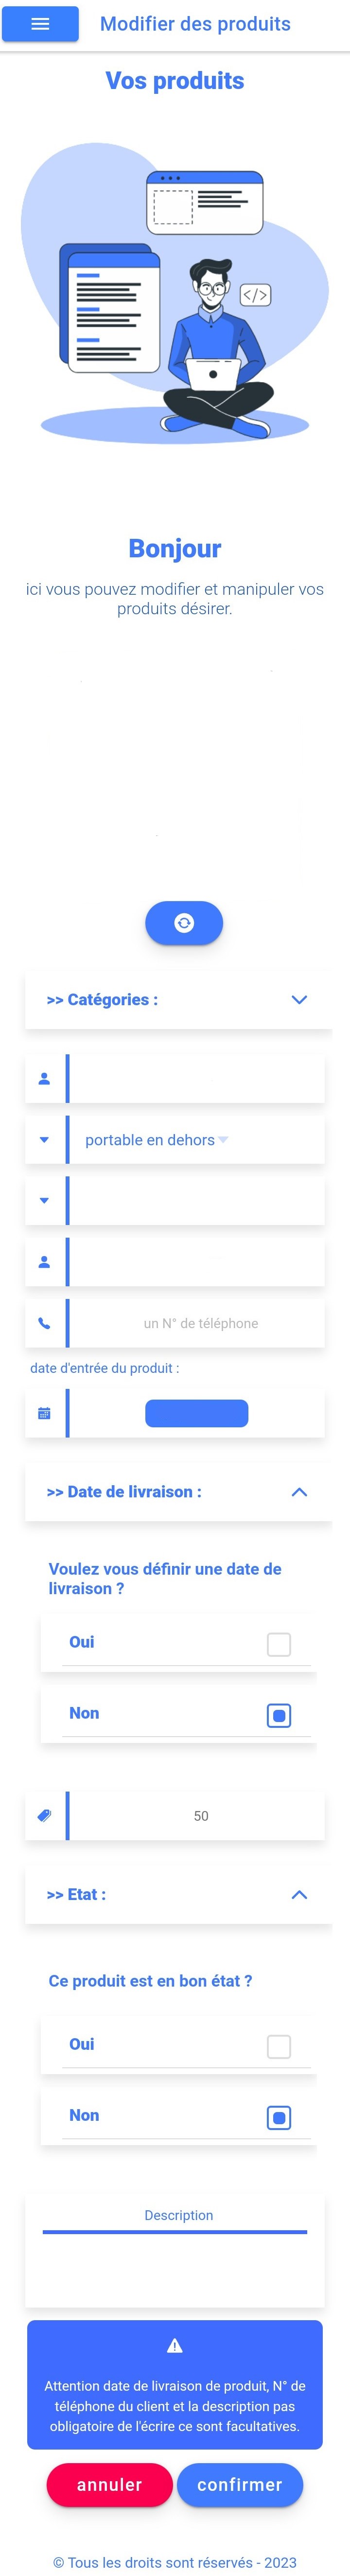 Modifier des produits
Vos produits
</>
Bonjour
ici vous pouvez modifier et manipuler vos
produits désirer.
>> Catégories :
portable en dehors
un N° de téléphone
date d'entrée du produit :
>> Date de livraison :
Voulez vous définir une date de
livraison ?
Oui
Non
50
>> Etat :
Ce produit est en bon état ?
Oui
Non
Description
Attention date de livraison de produit, N° de
téléphone du client et la description pas
obligatoire de l'écrire ce sont facultatives.
annuler
confirmer
© Tous les droits sont réservés - 2023